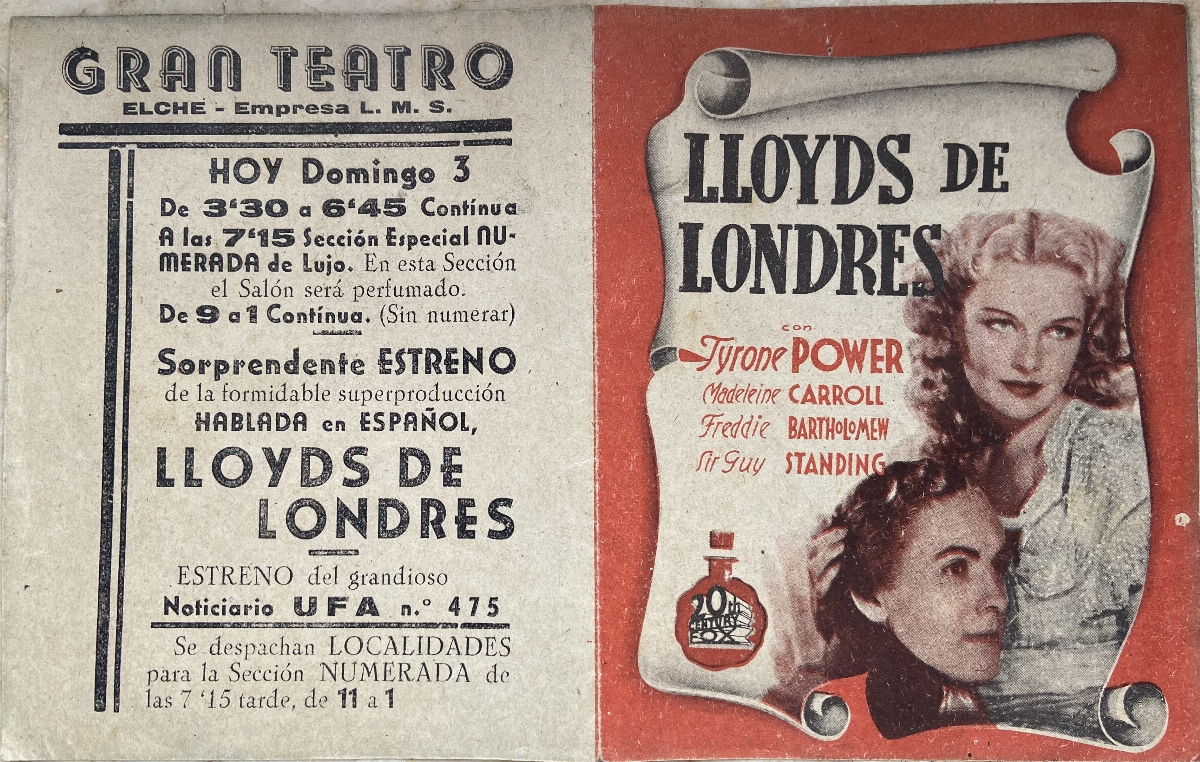 GRAN TEATRO
ELCHE - Empresa L. M. S.
HOY Domingo 3
De 3'30 a 6'45 Contínua
A las 7'15 Sección Especial NU-
MERADA de Lujo. En esta Sección
el Salón será perfumado.
De 9 a 1 Contínua. (Sin numerar)
Sorprendente ESTRENO
de la formidable superproducción
HABLADA en ESPAÑOL,
LLOYDS DE
LONDRES
ESTRENO del grandioso
Noticiario UFA n.º 475
Se despachan LOCALIDADES
para la Sección NUMERADA de
las 7 '15 tarde, de 11 a 1
LLOYDS DE
LONDRES
con
Tyrone POWER
Madeleine CARROLL
Freddie BARTHOLOMEW
Sir Guy STANDING
20th
CENTURY
FOX